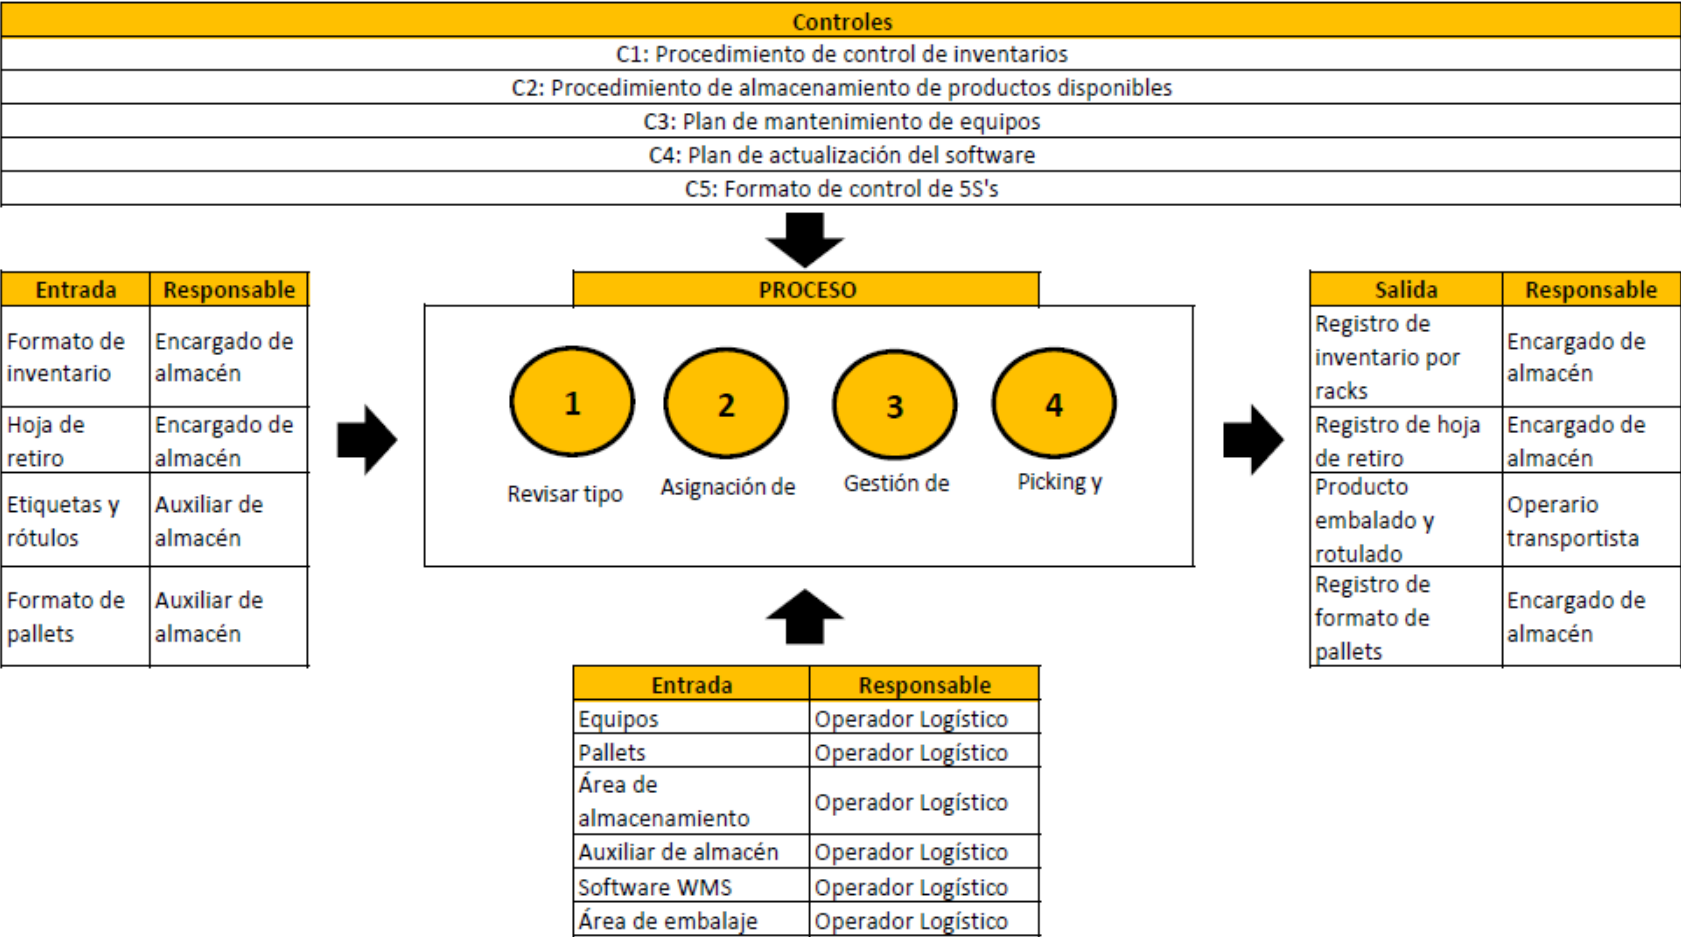 Controles
C1: Procedimiento de control de inventarios
C2: Procedimiento de almacenamiento de productos disponibles
C3: Plan de mantenimiento de equipos
C4: Plan de actualización del software
C5: Formato de control de 5S's
Entrada Responsable
Formato de
inventario
Encargado de
almacén
Hoja de
retiro
Encargado de
almacén
Etiquetas y
rótulos
Auxiliar de
almacén
Formato de
pallets
Auxiliar de
almacén
PROCESO
1 2 3 4
Revisar tipo
Asignación de
Gestión de
Picking y
Salida Responsable
Registro de
inventario por
racks
Encargado de
almacén
Registro de hoja
de retiro
Encargado de
almacén
Producto
embalado y
rotulado
Operario
transportista
Registro de
formato de
pallets
Encargado de
almacén
Entrada Responsable
Equipos Operador Logístico
Pallets Operador Logístico
Área de
almacenamiento
Operador Logístico
Auxiliar de almacén Operador Logístico
Software WMS Operador Logístico
Área de embalaje Operador Logístico